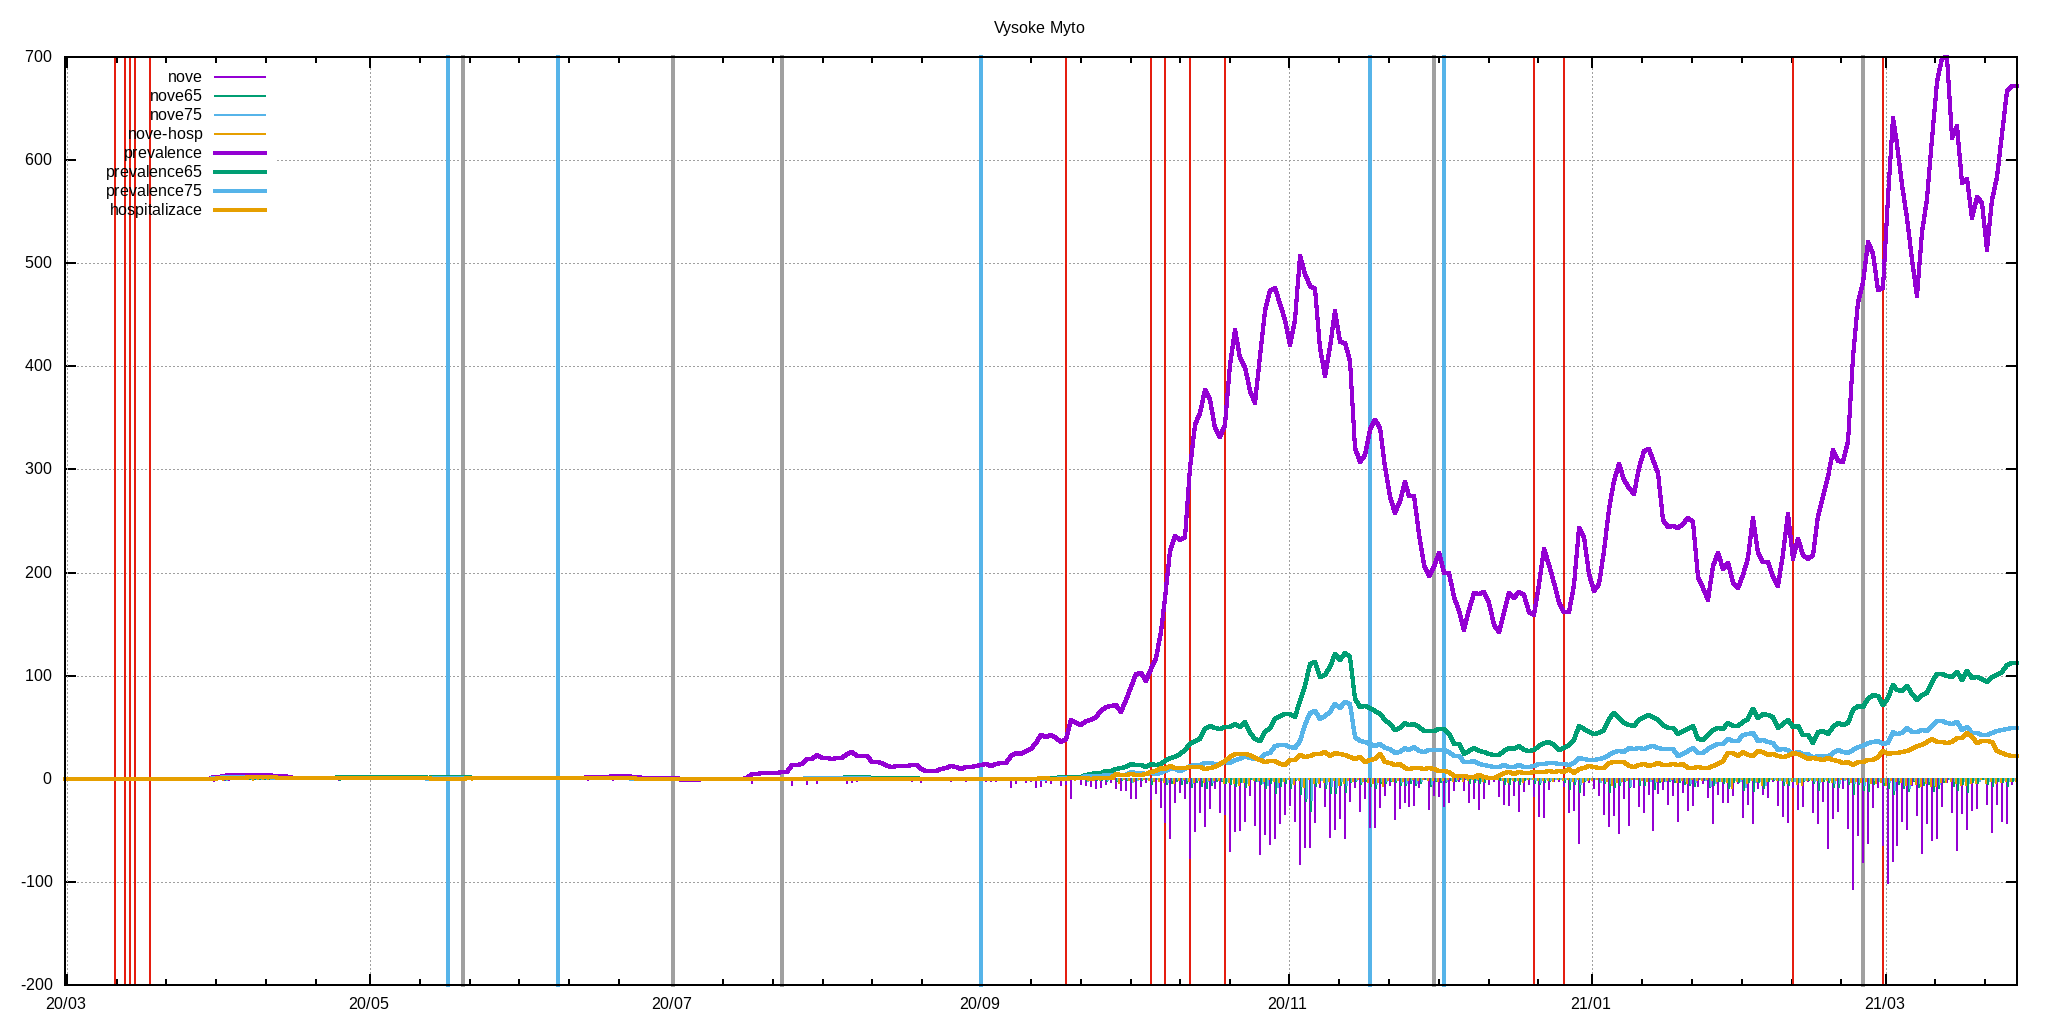 Vysoke Myto
700
600
500
400
300
200
100
0
-100
-200
nove
nove65
nove75
nove-hosp
prevalence
prevalence65
prevalence75
hospitalizace
20/03 20/05 20/07 20/09 20/11 21/01 21/03